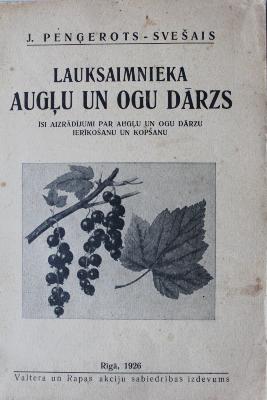 J. PENĢEROTS-SVEŠAIS
LAUKSAIMNIEKA
AUGĻU UN OGU DĀRZS
ĪSI AIZRĀDĪJUMI PAR AUGĻU UN OGU DĀRZU
IERĪKOŠANU UN KOPŠANU
Rīgā, 1926
Valtera un Rapas akciju sabiedrības izdevums